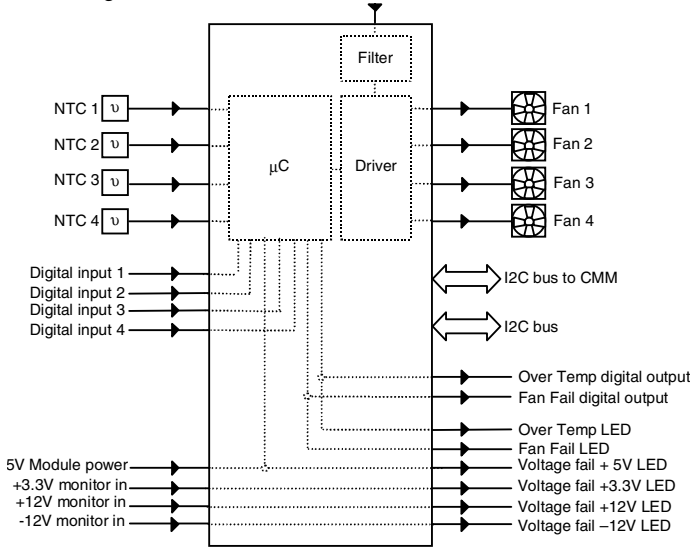 Filter
NTC 1 υ
Fan 1
NTC 2 υ
Fan 2
μC
Driver
NTC 3 υ
Fan 3
NTC 4 υ
Fan 4
Digital input 1
I2C bus to CMM
Digital input 2
Digital input 3
Digital input 4
I2C bus
Over Temp digital output
Fan Fail digital output
Over Temp LED
Fan Fail LED
5V Module power
Voltage fail + 5V LED
+3.3V monitor in
Voltage fail +3.3V LED
+12V monitor in
Voltage fail +12V LED
-12V monitor in
Voltage fail –12V LED